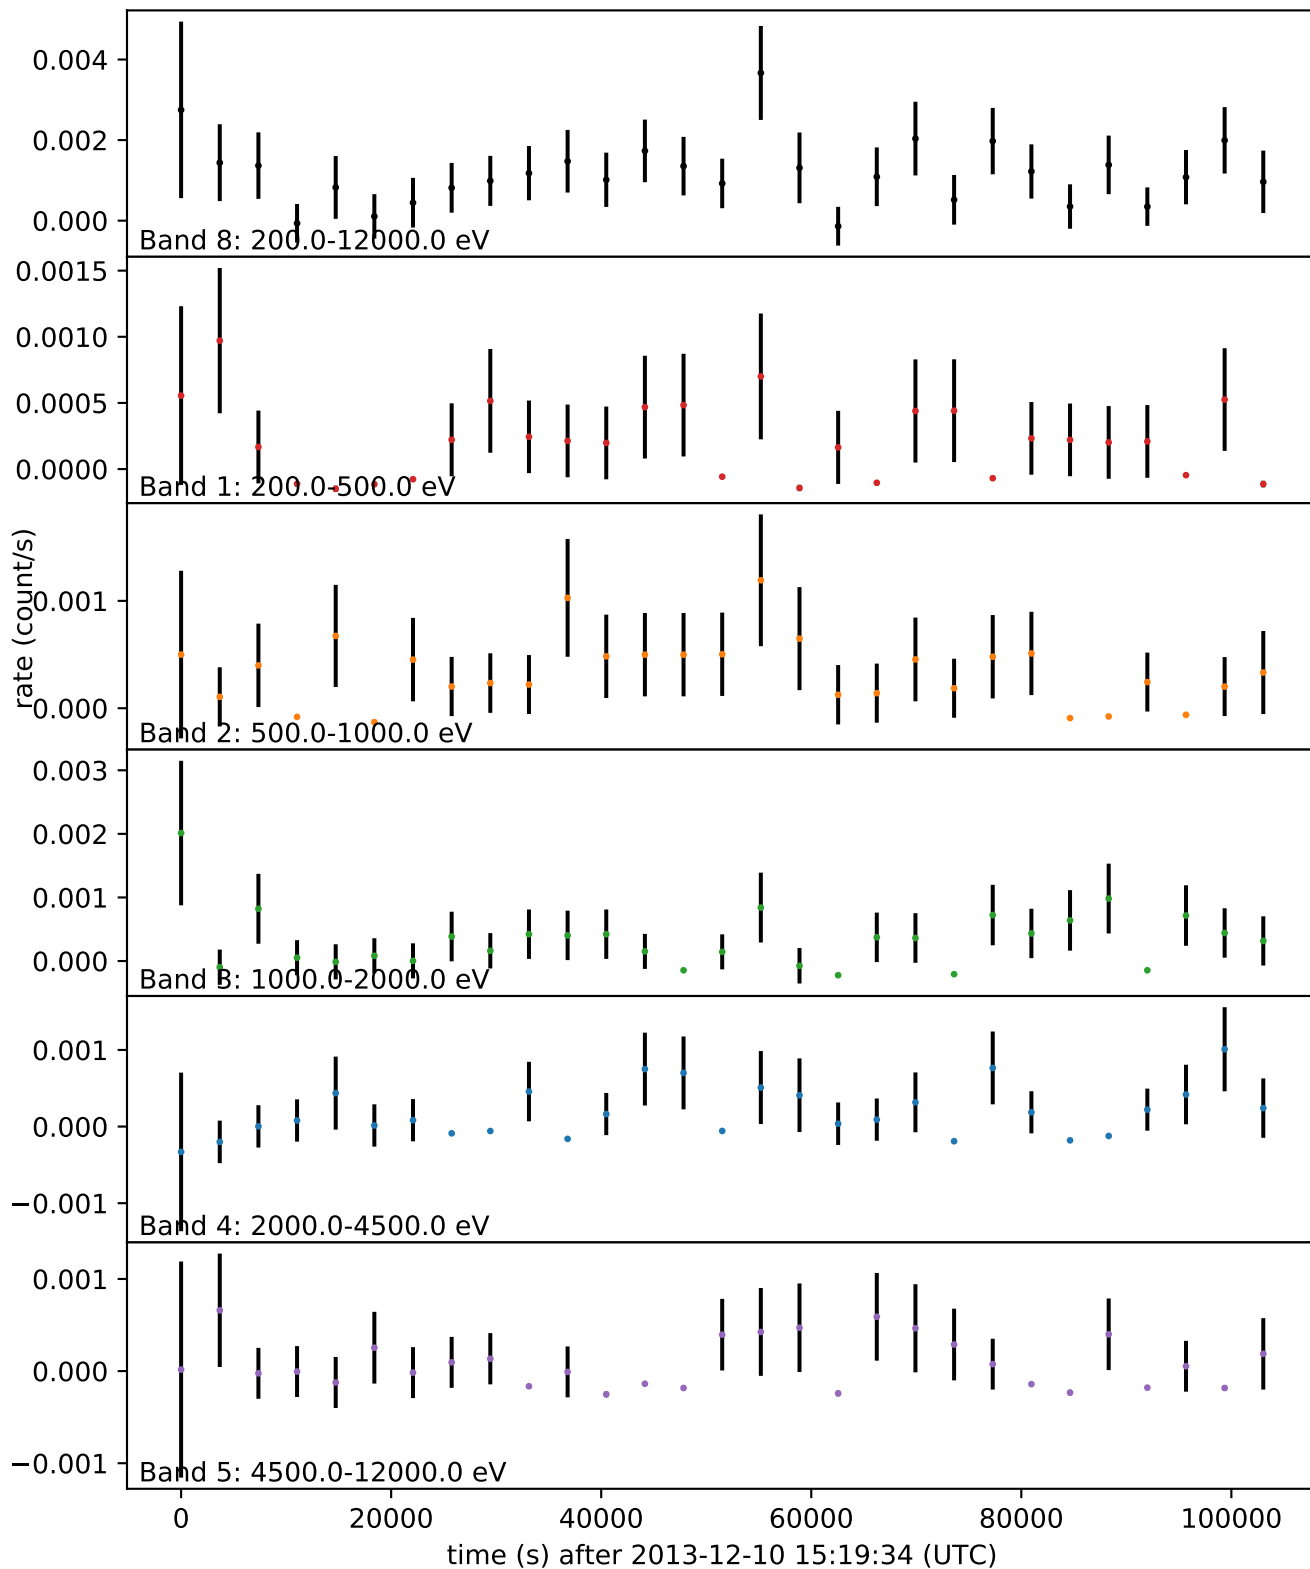 0.004
0.002
0.000
Band 8: 200.0-12000.0 eV
0.0015
0.0010
0.0005
0.0000
Band 1: 200.0-500.0 eV
rate (count/s)
0.001
0.000
Band 2: 500.0-1000.0 eV
0.003
0.002
0.001
0.000
Band 3: 1000.0-2000.0 eV
0.001
0.000
−0.001
Band 4: 2000.0-4500.0 eV
0.001
0.000
−0.001
Band 5: 4500.0-12000.0 eV
0 20000 40000 60000 80000 100000
time (s) after 2013-12-10 15:19:34 (UTC)